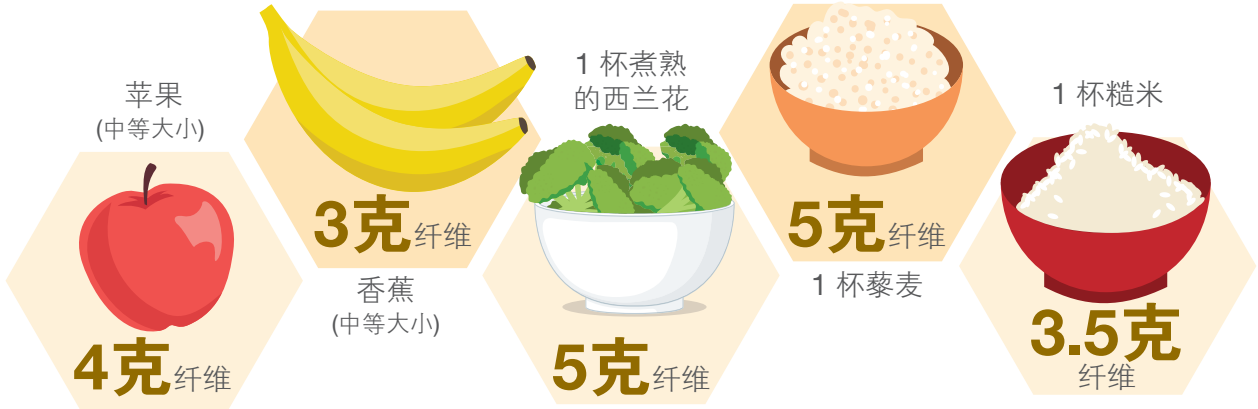 苹果
(中等大小)
4克纤维
3克纤维
香蕉
(中等大小)
1 杯煮熟
的西兰花
5克纤维
5克纤维
1 杯藜麦
1 杯糙米
3.5克
纤维